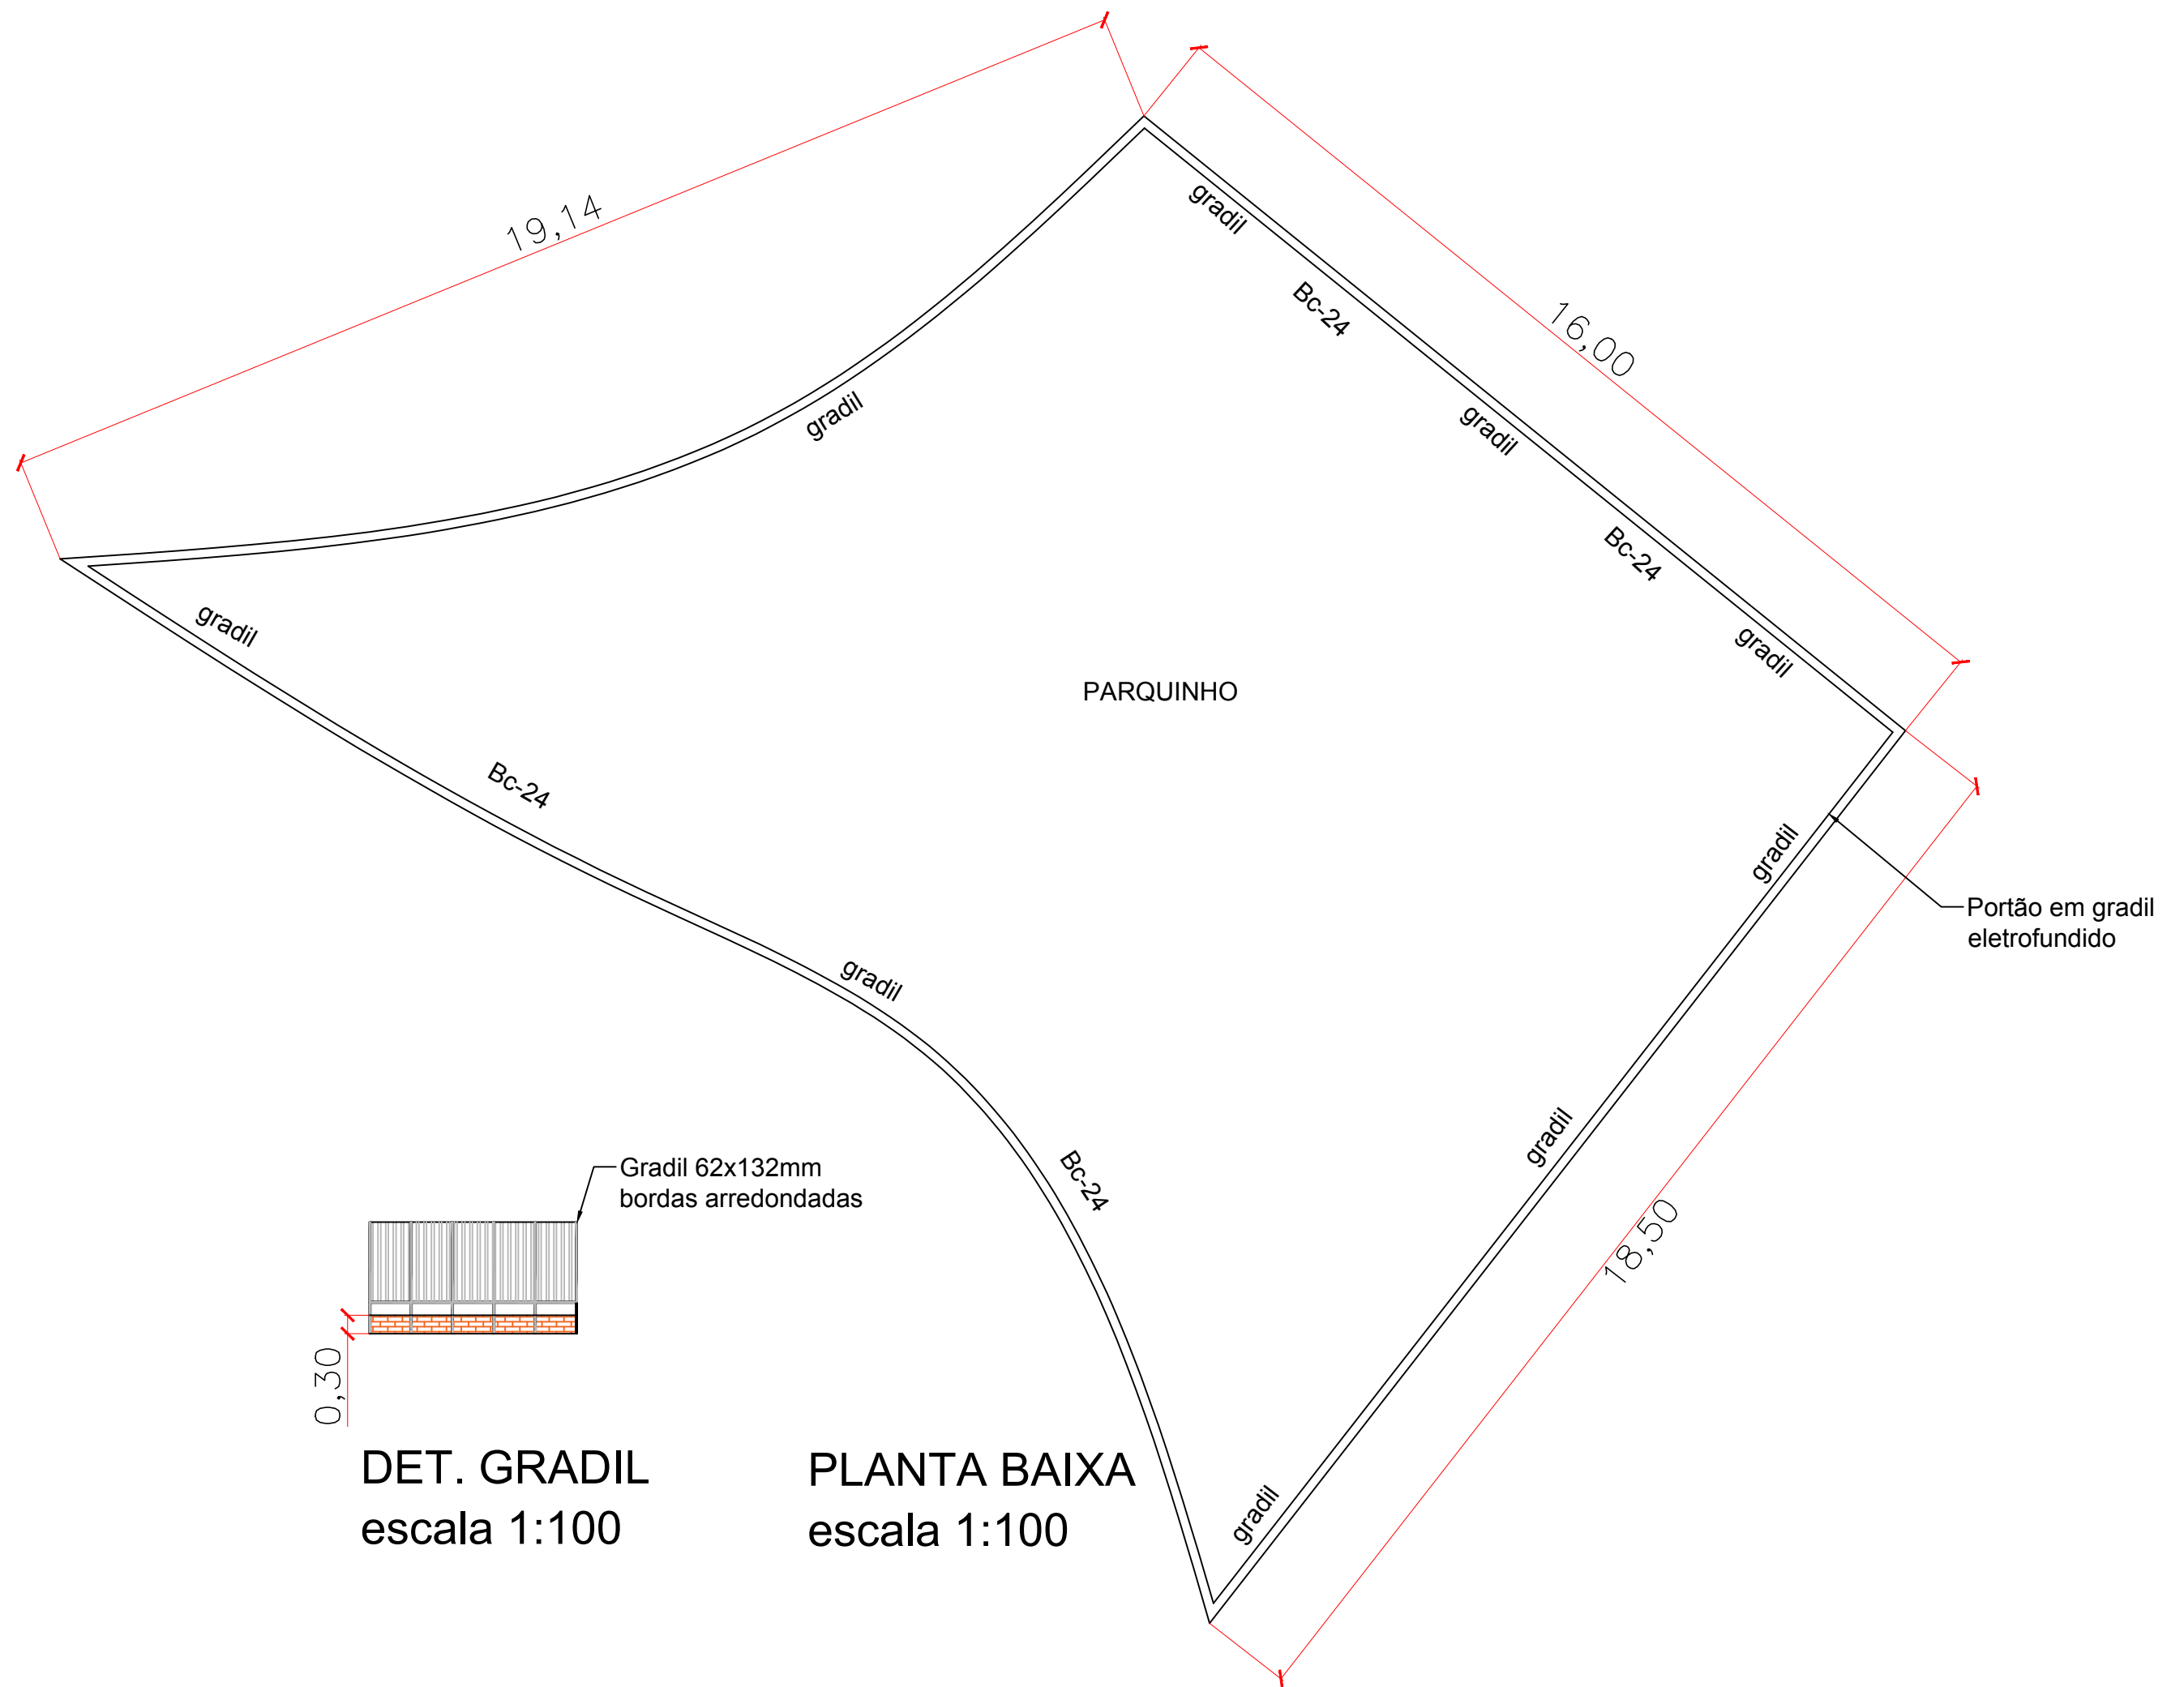 19,14
gradil
16,00
Bc-24
gradil
gradil
Bc-24
gradil
gradil
PARQUINHO
Bc-24
gradil
Portão em gradil
eletrofundido
gradil
gradil
Bc-24
Gradil 62x132mm
bordas arredondadas
18,50
0,30
gradil
DET. GRADIL
escala 1:100
PLANTA BAIXA
escala 1:100